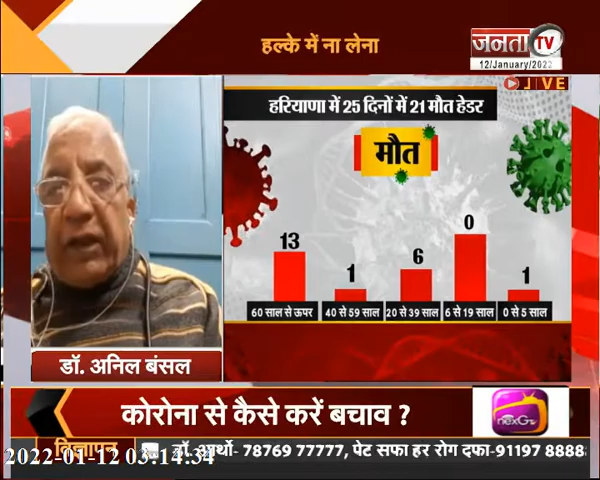 हल्के में ना लेना
जनता TV
12/January/2022
LIVE
हरियाणा में 25 दिनों में 21 मौत हेडर
मौत
13
1
6
0
1
60 साल से ऊपर
40 से 59 साल
20 से 39 साल
6 से 19 साल
0 से 5 साल
डॉ. अनिल बंसल
कोरोना से कैसे करें बचाव ?
nexGTv
विज्ञापन
डॉ. आर्थो- 78769 77777, पेट सफा हर रोग दफा-91197 8888
2022-01-12 03:14:34